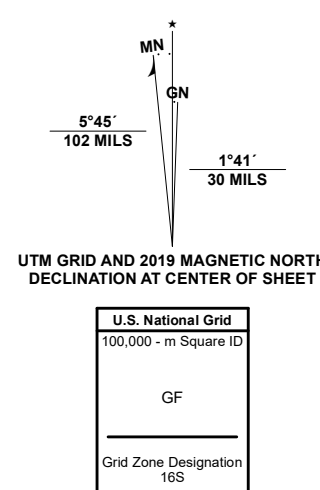 MN
GN
5°45´
102 MILS
1°41´
30 MILS
UTM GRID AND 2019 MAGNETIC NORTH
DECLINATION AT CENTER OF SHEET
U.S. National Grid
100,000 - m Square ID
GF
Grid Zone Designation
16S